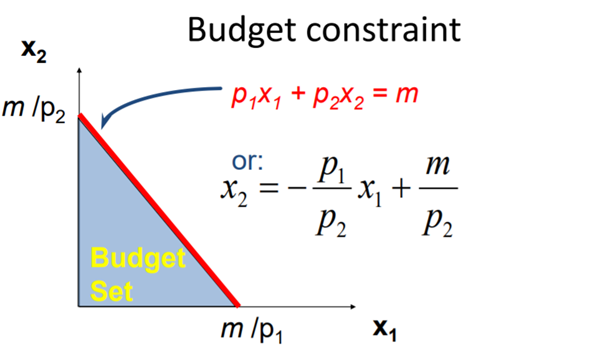 Budget constraint
x₂
m /p₂
p₁x₁ + p₂x₂ = m
or:
x₂ = − p₁/p₂ x₁ + m/p₂
Budget
Set
m /p₁
x₁